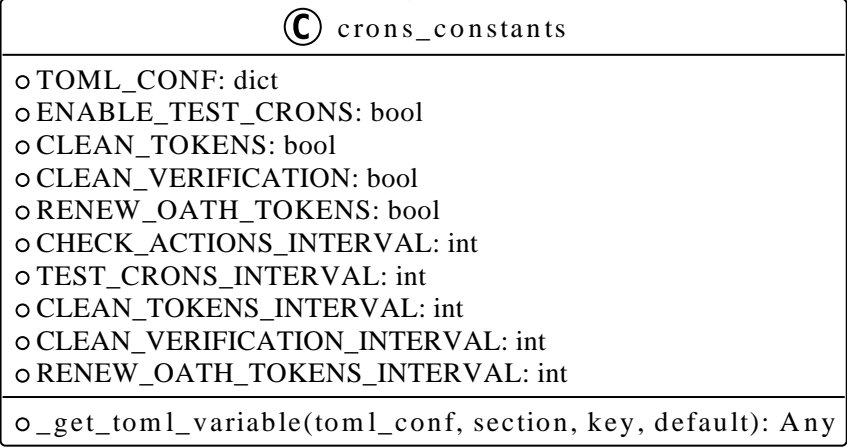 C crons_constants
TOML_CONF: dict
ENABLE_TEST_CRONS: bool
CLEAN_TOKENS: bool
CLEAN_VERIFICATION: bool
RENEW_OATH_TOKENS: bool
CHECK_ACTIONS_INTERVAL: int
TEST_CRONS_INTERVAL: int
CLEAN_TOKENS_INTERVAL: int
CLEAN_VERIFICATION_INTERVAL: int
RENEW_OATH_TOKENS_INTERVAL: int
_get_toml_variable(toml_conf, section, key, default): Any